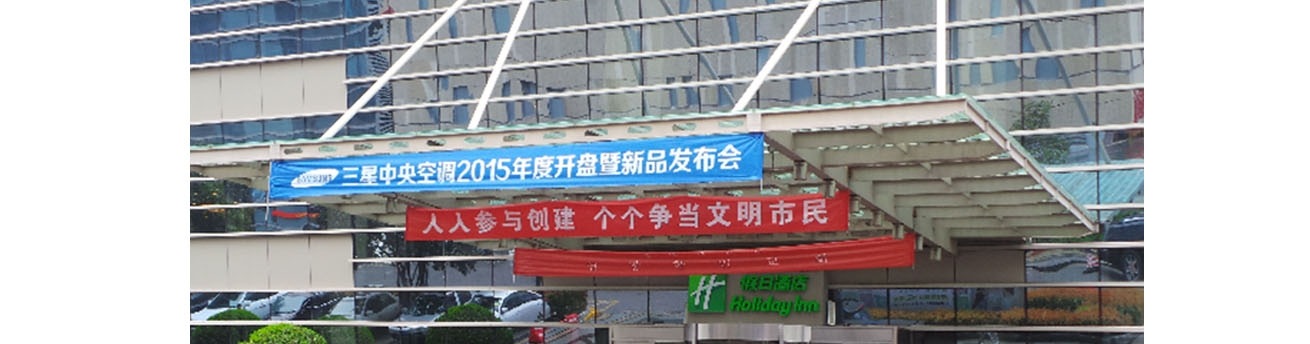 SAMSUNG 三星中央空调2015年度开盘暨新品发布会
人人参与创建 个个争当文明市民
假日酒店
Holiday Inn